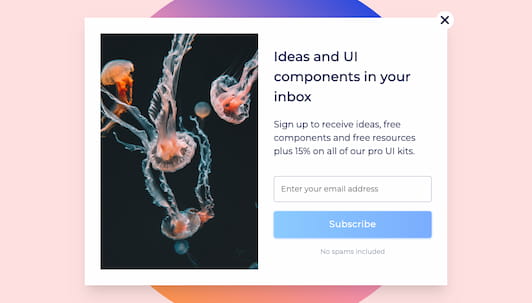 Ideas and UI
components in your
inbox
Sign up to receive ideas, free
components and free resources
plus 15% on all of our pro UI kits.
Enter your email address
Subscribe
No spams included